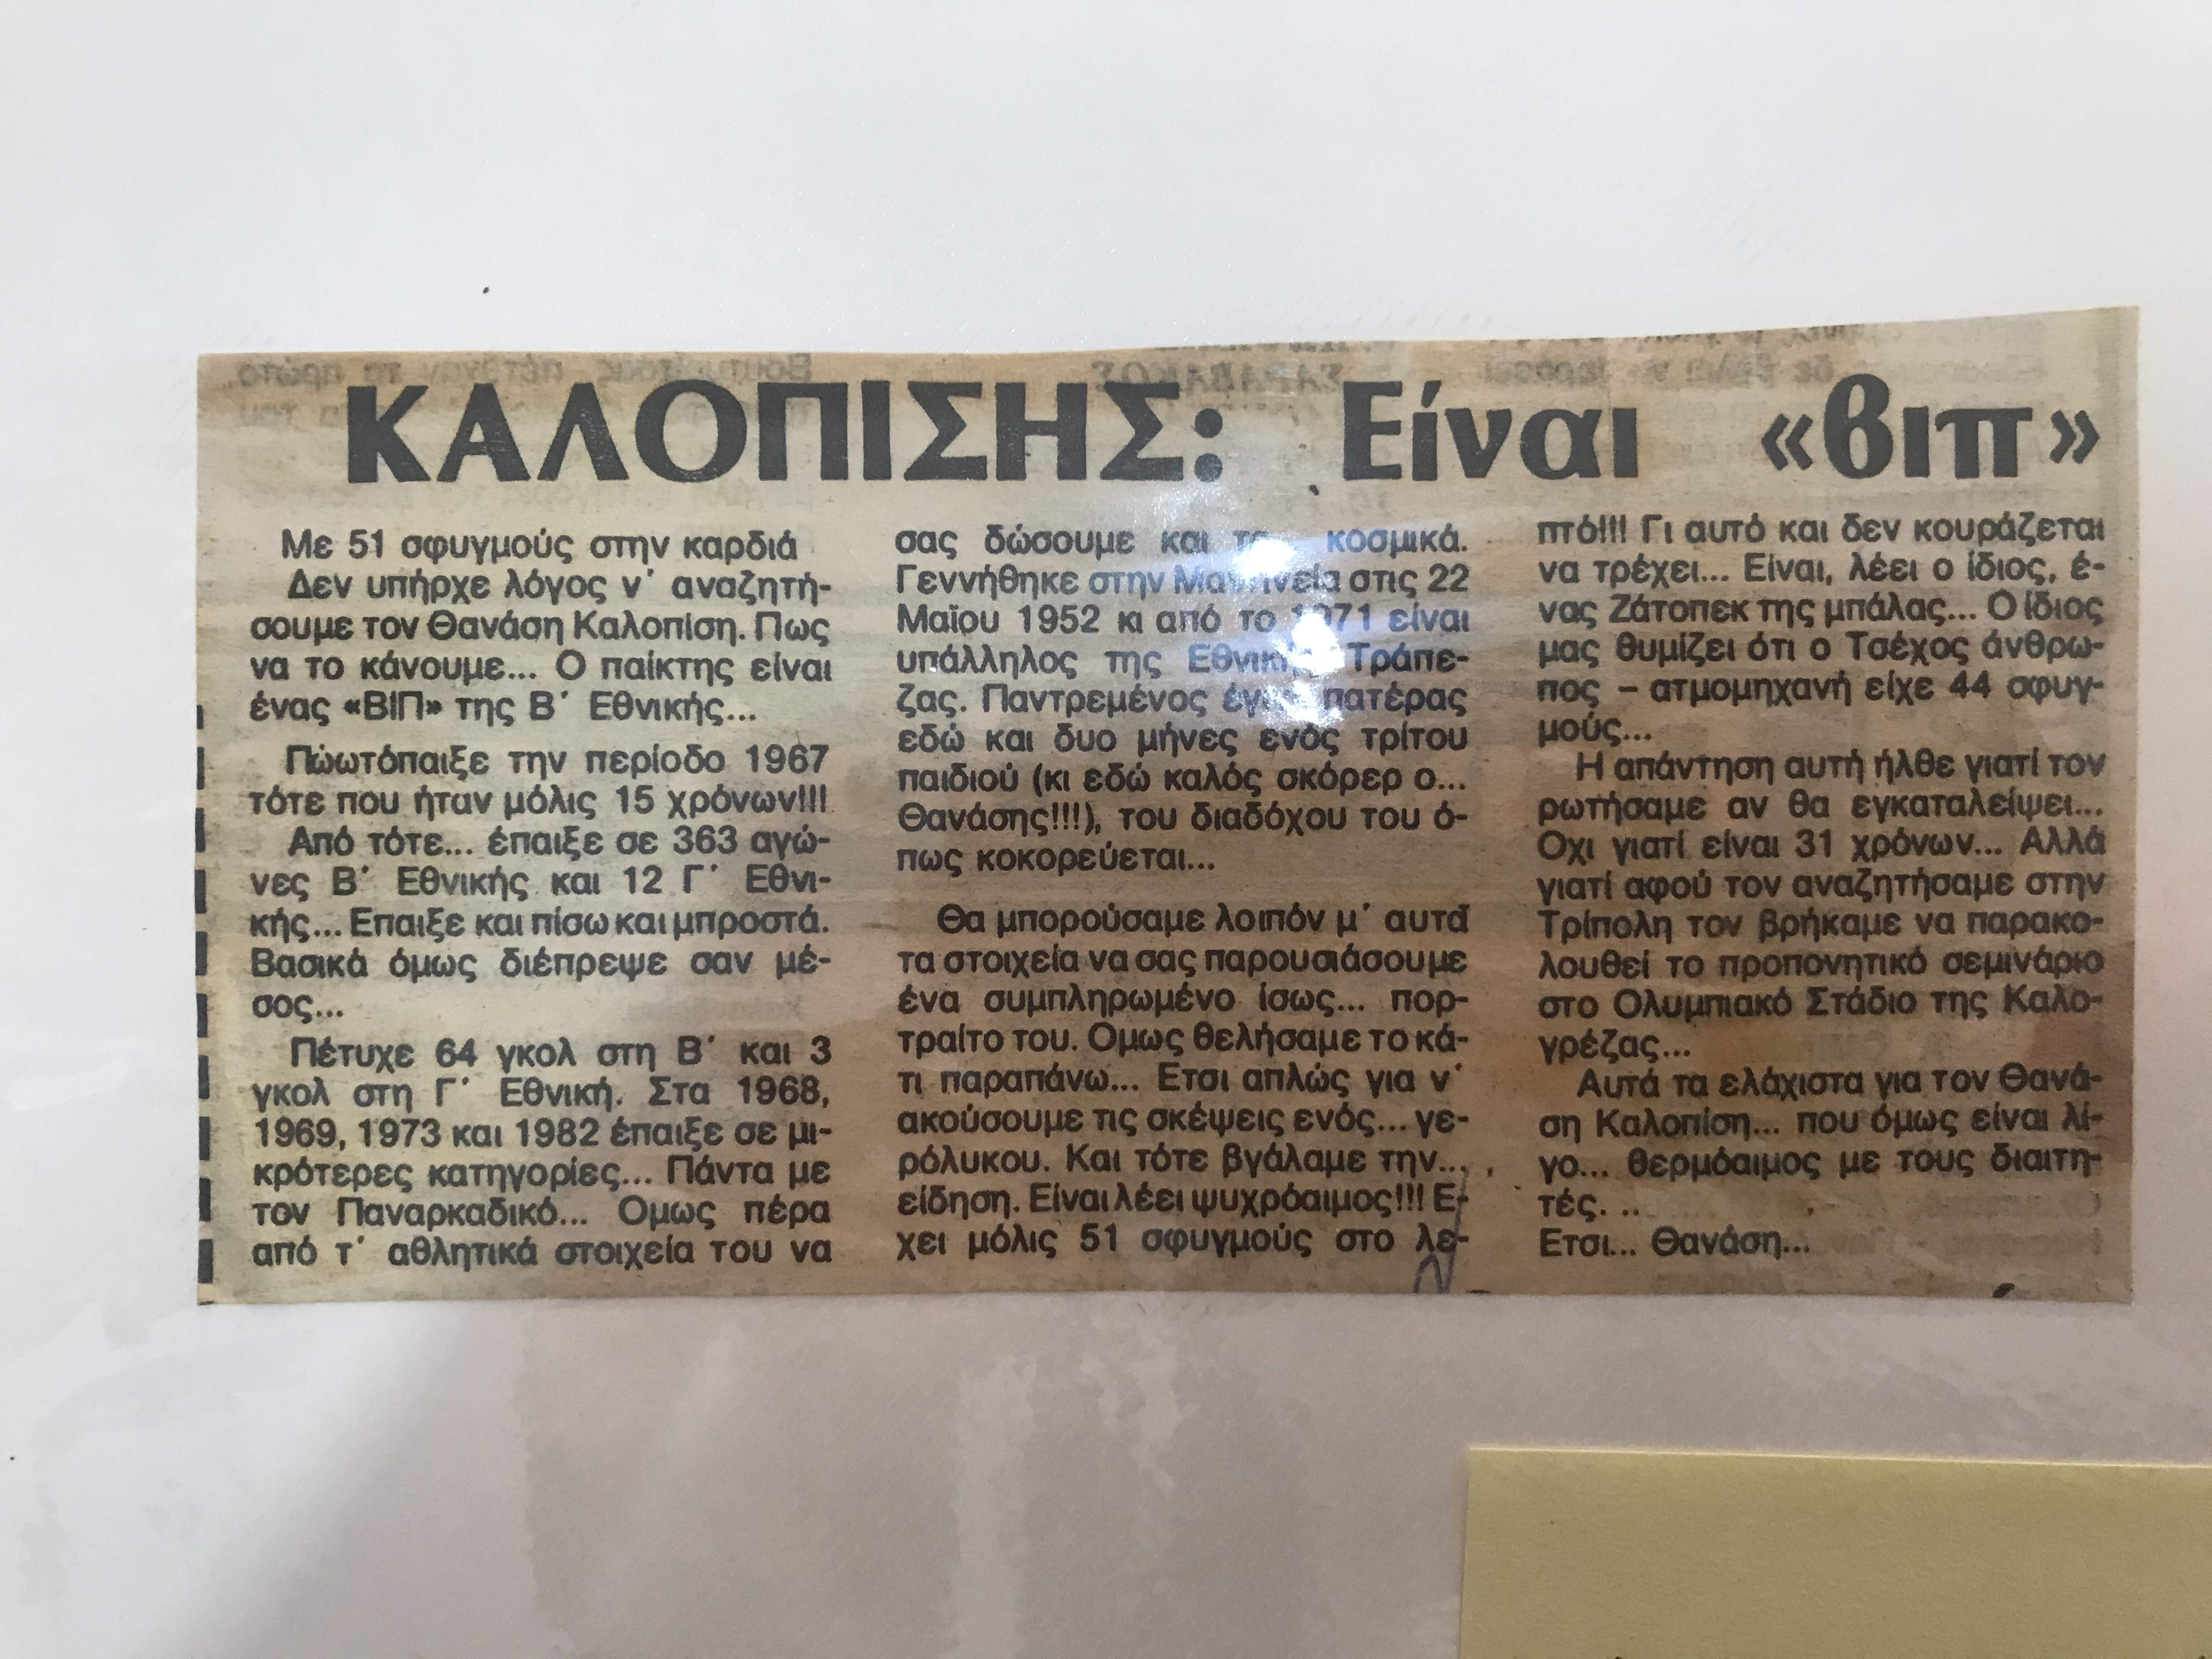 ΚΑΛΟΠΙΣΗΣ: Είναι «βιπ»
Με 51 σφυγμούς στην καρδιά
Δεν υπήρχε λόγος ν᾽ αναζητή-
σουμε τον Θανάση Καλοπίση. Πως
να το κάνουμε... Ο παίκτης είναι
ένας «ΒΙΠ» της Β΄ Εθνικής...
Πώωτόπαιξε την περίοδο 1967
τότε που ήταν μόλις 15 χρόνων!!!
Από τότε... έπαιξε σε 363 αγώ-
νες Β΄ Εθνικής και 12 Γ΄ Εθνι-
κής... Επαιξε και πίσω και μπροστά.
Βασικά όμως διέπρεψε σαν μέ-
σος...
Πέτυχε 64 γκολ στη Β΄ και 3
γκολ στη Γ΄ Εθνική. Στα 1968,
1969, 1973 και 1982 έπαιξε σε μι-
κρότερες κατηγορίες... Πάντα με
τον Παναρκαδικό... Ομως πέρα
από τ᾽ αθλητικά στοιχεία του να
σας δώσουμε και κοσμικά.
Γεννήθηκε στην στις 22
Μαϊου 1952 κι από το 1971 είναι
υπάλληλος της Εθνικής Τράπε-
ζας. Παντρεμένος πατέρας
εδώ και δυο μήνες ενός τρίτου
παιδιού (κι εδώ καλός σκόρερ ο...
Θανάσης!!!), του διαδόχου του ό-
πως κοκορεύεται...
Θα μπορούσαμε λοιπόν μ᾽ αυτά
τα στοιχεία να σας παρουσιάσουμε
ένα συμπληρωμένο ίσως... πορ-
τραίτο του. Ομως θελήσαμε το κά-
τι παραπάνω... Ετσι απλώς για ν᾽
ακούσουμε τις σκέψεις ενός... γε-
ρόλυκου. Και τότε βγάλαμε την...
είδηση. Είναι λέει ψυχρόαιμος!!! Ε-
χει μόλις 51 σφυγμούς στο λε-
πτό!!! Γι αυτό και δεν κουράζεται
να τρέχει... Είναι, λέει ο ίδιος, έ-
νας Ζάτοπεκ της μπάλας... Ο ίδιος
μας θυμίζει ότι ο Τσέχος άνθρω-
πος – ατμομηχανή είχε 44 σφυγ-
μούς...
Η απάντηση αυτή ήλθε γιατί τον
ρωτήσαμε αν θα εγκαταλείψει...
Οχι γιατί είναι 31 χρόνων... Αλλά
γιατί αφού τον αναζητήσαμε στην
Τρίπολη τον βρήκαμε να παρακο-
λουθεί το προπονητικό σεμινάριο
στο Ολυμπιακό Στάδιο της Καλο-
γρέζας...
Αυτά τα ελάχιστα για τον Θανά-
ση Καλοπίση... που όμως είναι λί-
γο... θερμόαιμος με τους διαιτη-
τές. ..
Ετσι... Θανάση...